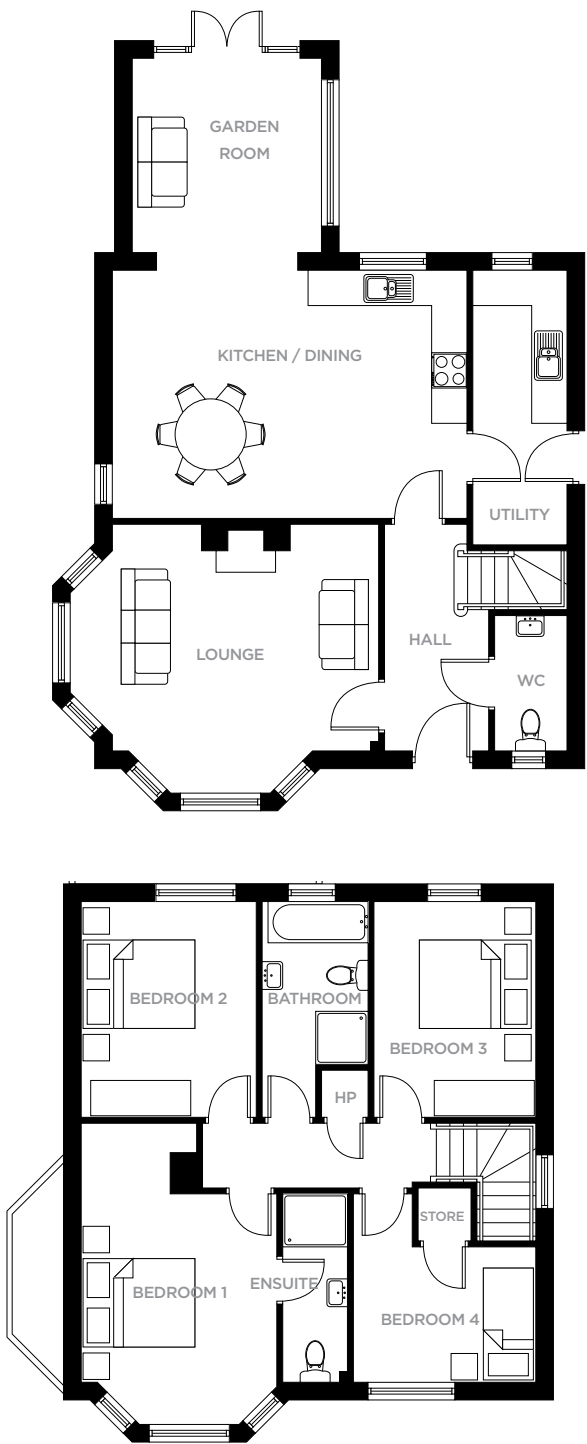 GARDEN
ROOM
KITCHEN / DINING
UTILITY
HALL
LOUNGE
WC
BEDROOM 2
BATHROOM
BEDROOM 3
HP
STORE
ENSUITE
BEDROOM 1
BEDROOM 4